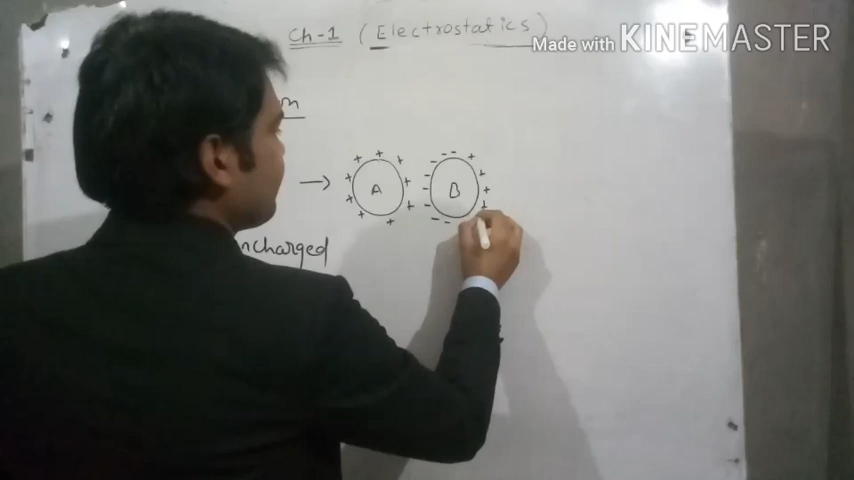 Ch-1 (Electrostatics)
Made with KINEMASTER
A B
ncharged